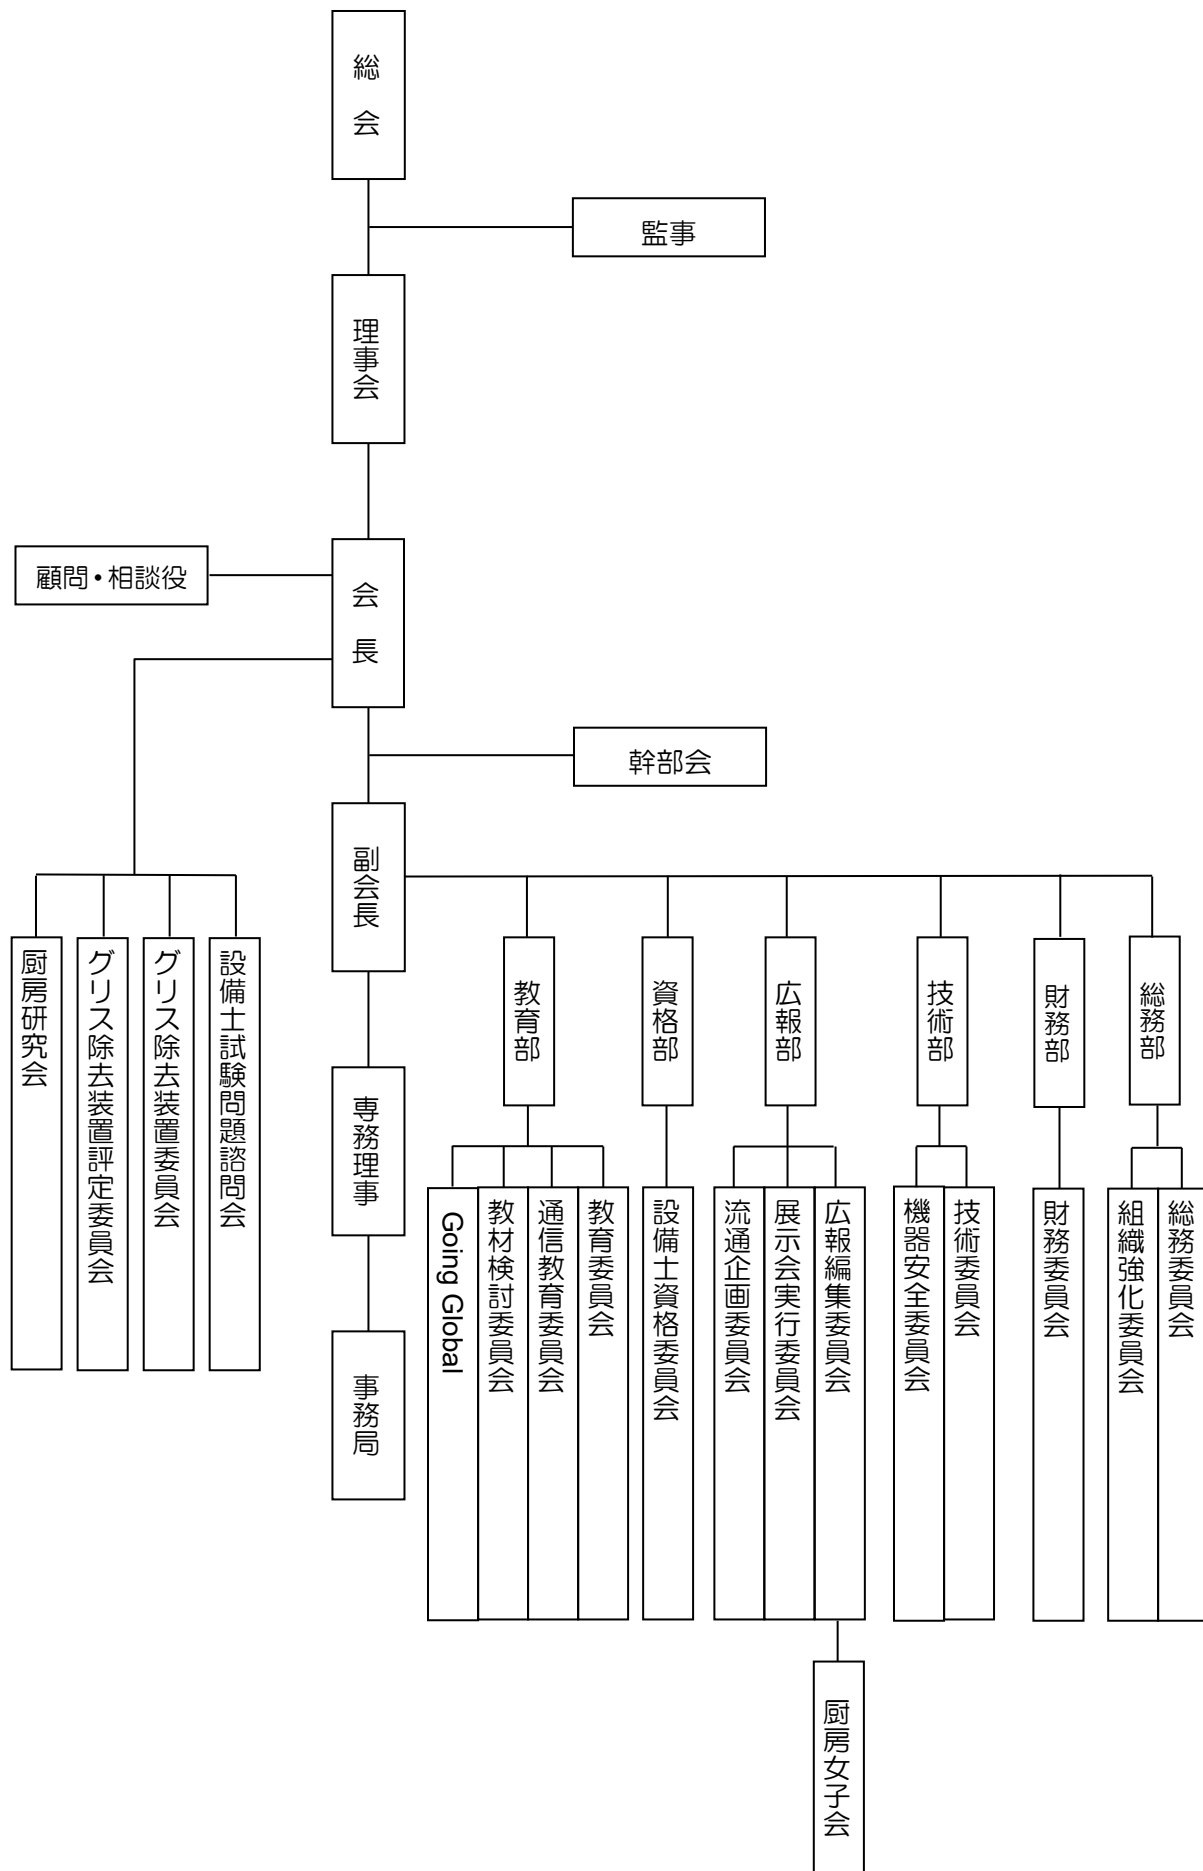 総会
監事
理事会
顧問・相談役
会長
幹部会
副会長
専務理事
事務局
厨房研究会
グリス除去装置評定委員会
グリス除去装置委員会
設備士試験問題諮問会
教育部
資格部
広報部
技術部
財務部
総務部
Going Global
教材検討委員会
通信教育委員会
教育委員会
設備士資格委員会
流通企画委員会
展示会実行委員会
広報編集委員会
機器安全委員会
技術委員会
財務委員会
組織強化委員会
総務委員会
厨房女子会